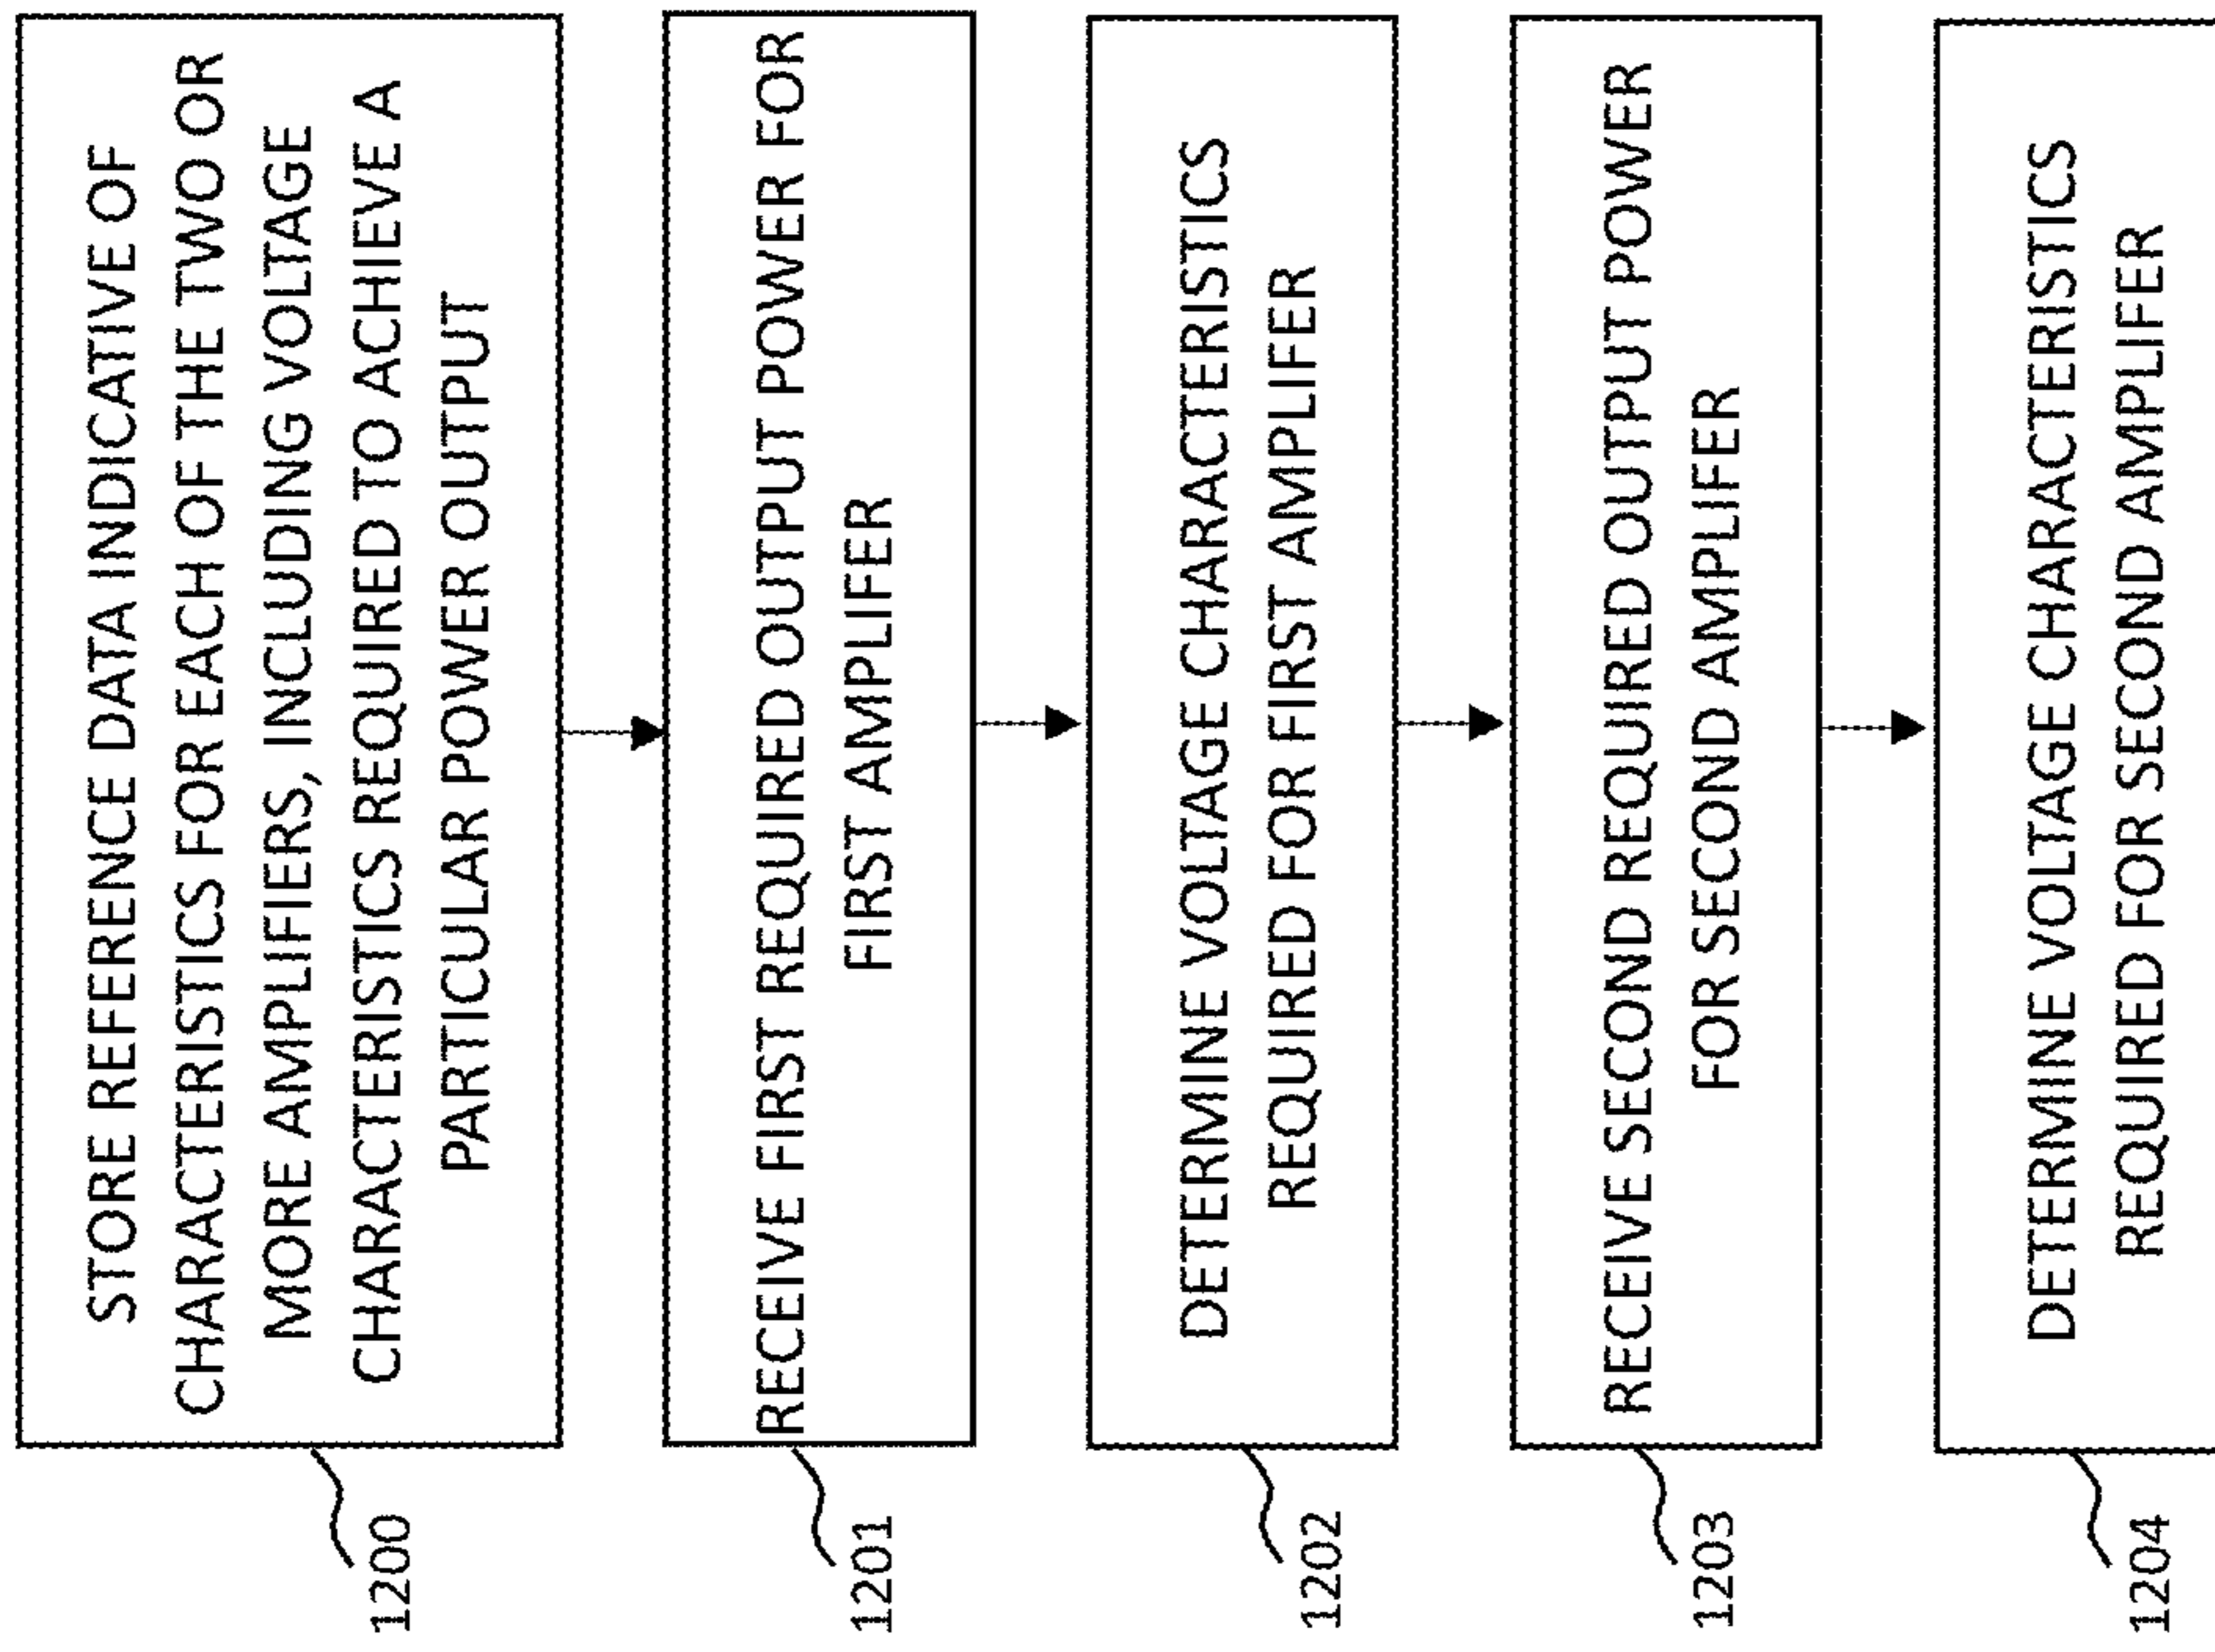 STORE REFERENCE DATA INDICATIVE OF
CHARACTERISTICS FOR EACH OF THE TWO OR
MORE AMPLIFIERS, INCLUDING VOLTAGE
CHARACTERISTICS REQUIRED TO ACHIEVE A
PARTICULAR POWER OUTPUT
1200
RECEIVE FIRST REQUIRED OUTPUT POWER FOR
FIRST AMPLIFER
1201
DETERMINE VOLTAGE CHARACTERISTICS
REQUIRED FOR FIRST AMPLIFER
1202
RECEIVE SECOND REQUIRED OUTPUT POWER
FOR SECOND AMPLIFER
1203
DETERMINE VOLTAGE CHARACTERISTICS
REQUIRED FOR SECOND AMPLIFER
1204